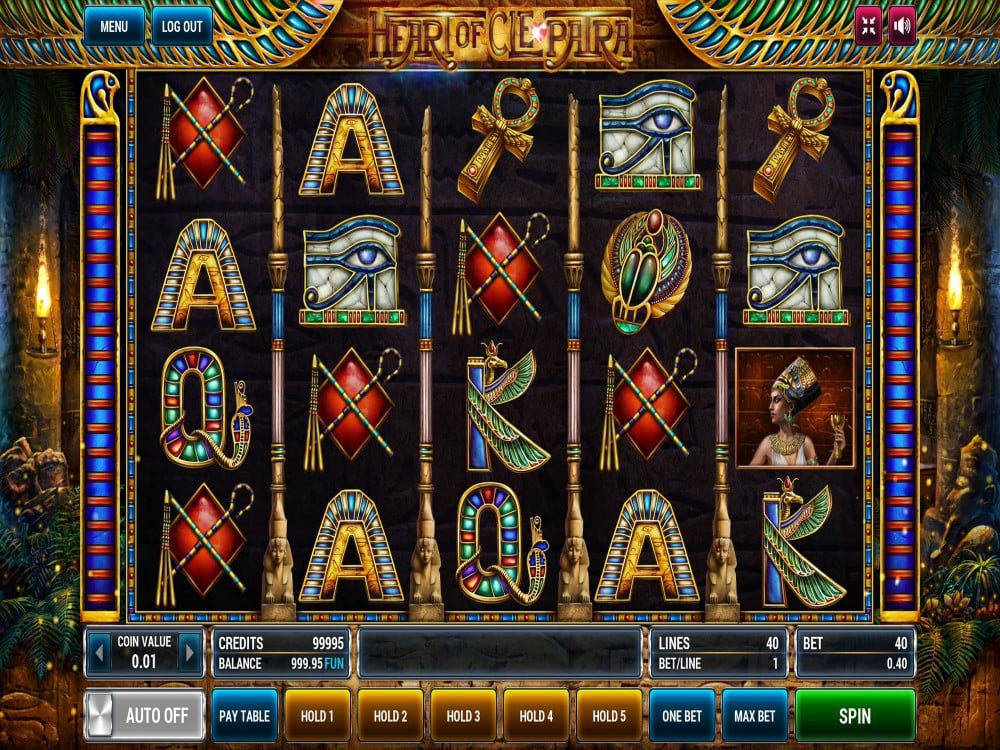 MENU
LOG OUT
HEART OF CLEOPATRA
A
A
Q
K
A
Q
A
K
COIN VALUE
0.01
CREDITS 99995
BALANCE 999.95 FUN
LINES 40
BET/LINE 1
BET 40
0.40
AUTO OFF
PAY TABLE
HOLD 1
HOLD 2
HOLD 3
HOLD 4
HOLD 5
ONE BET
MAX BET
SPIN